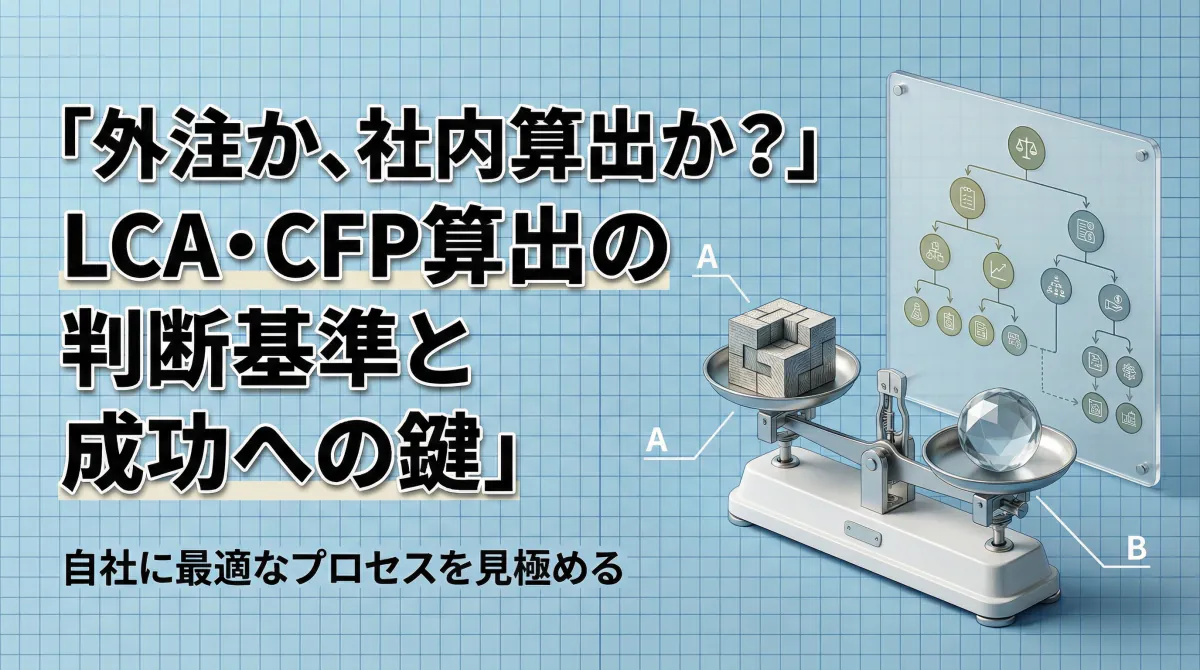 「外注か、社内算出か？」
LCA・CFP算出の
判断基準と
成功への鍵」
自社に最適なプロセスを見極める
A
A
B